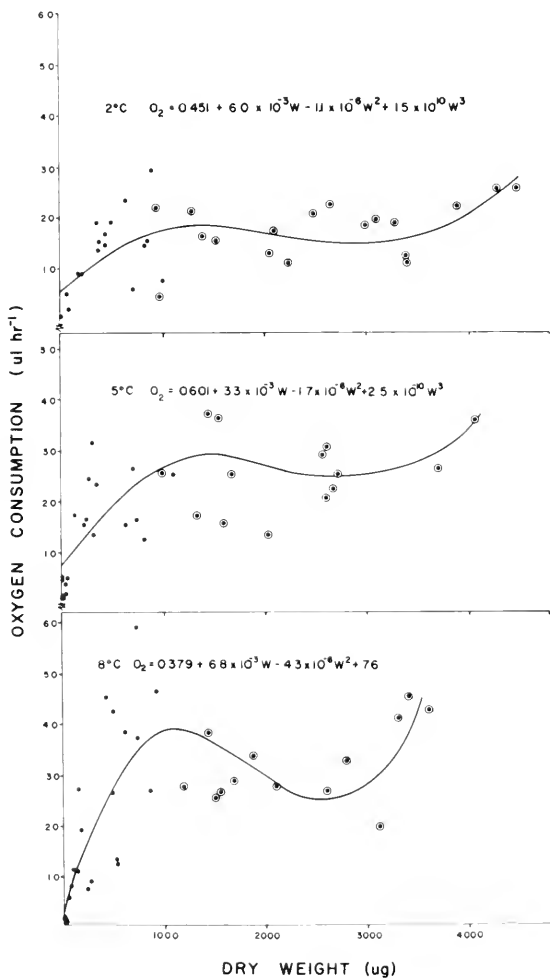 60
50
2°C O2 = 0.451 + 6.0 x 10^-3 W - 1.1 x 10^-6 W^2 + 1.5 x 10^10 W^3
40
30
20
10
5°C O2 = 0.601 + 3.3 x 10^-3 W - 1.7 x 10^-6 W^2 + 2.5 x 10^-10 W^3
50
40
30
20
10
8°C O2 = 0.379 + 6.8 x 10^-3 W - 4.3 x 10^-6 W^2 + 7.6
60
50
40
30
20
10
OXYGEN CONSUMPTION (ul hr^-1)
1000 2000 3000 4000
DRY WEIGHT (ug)